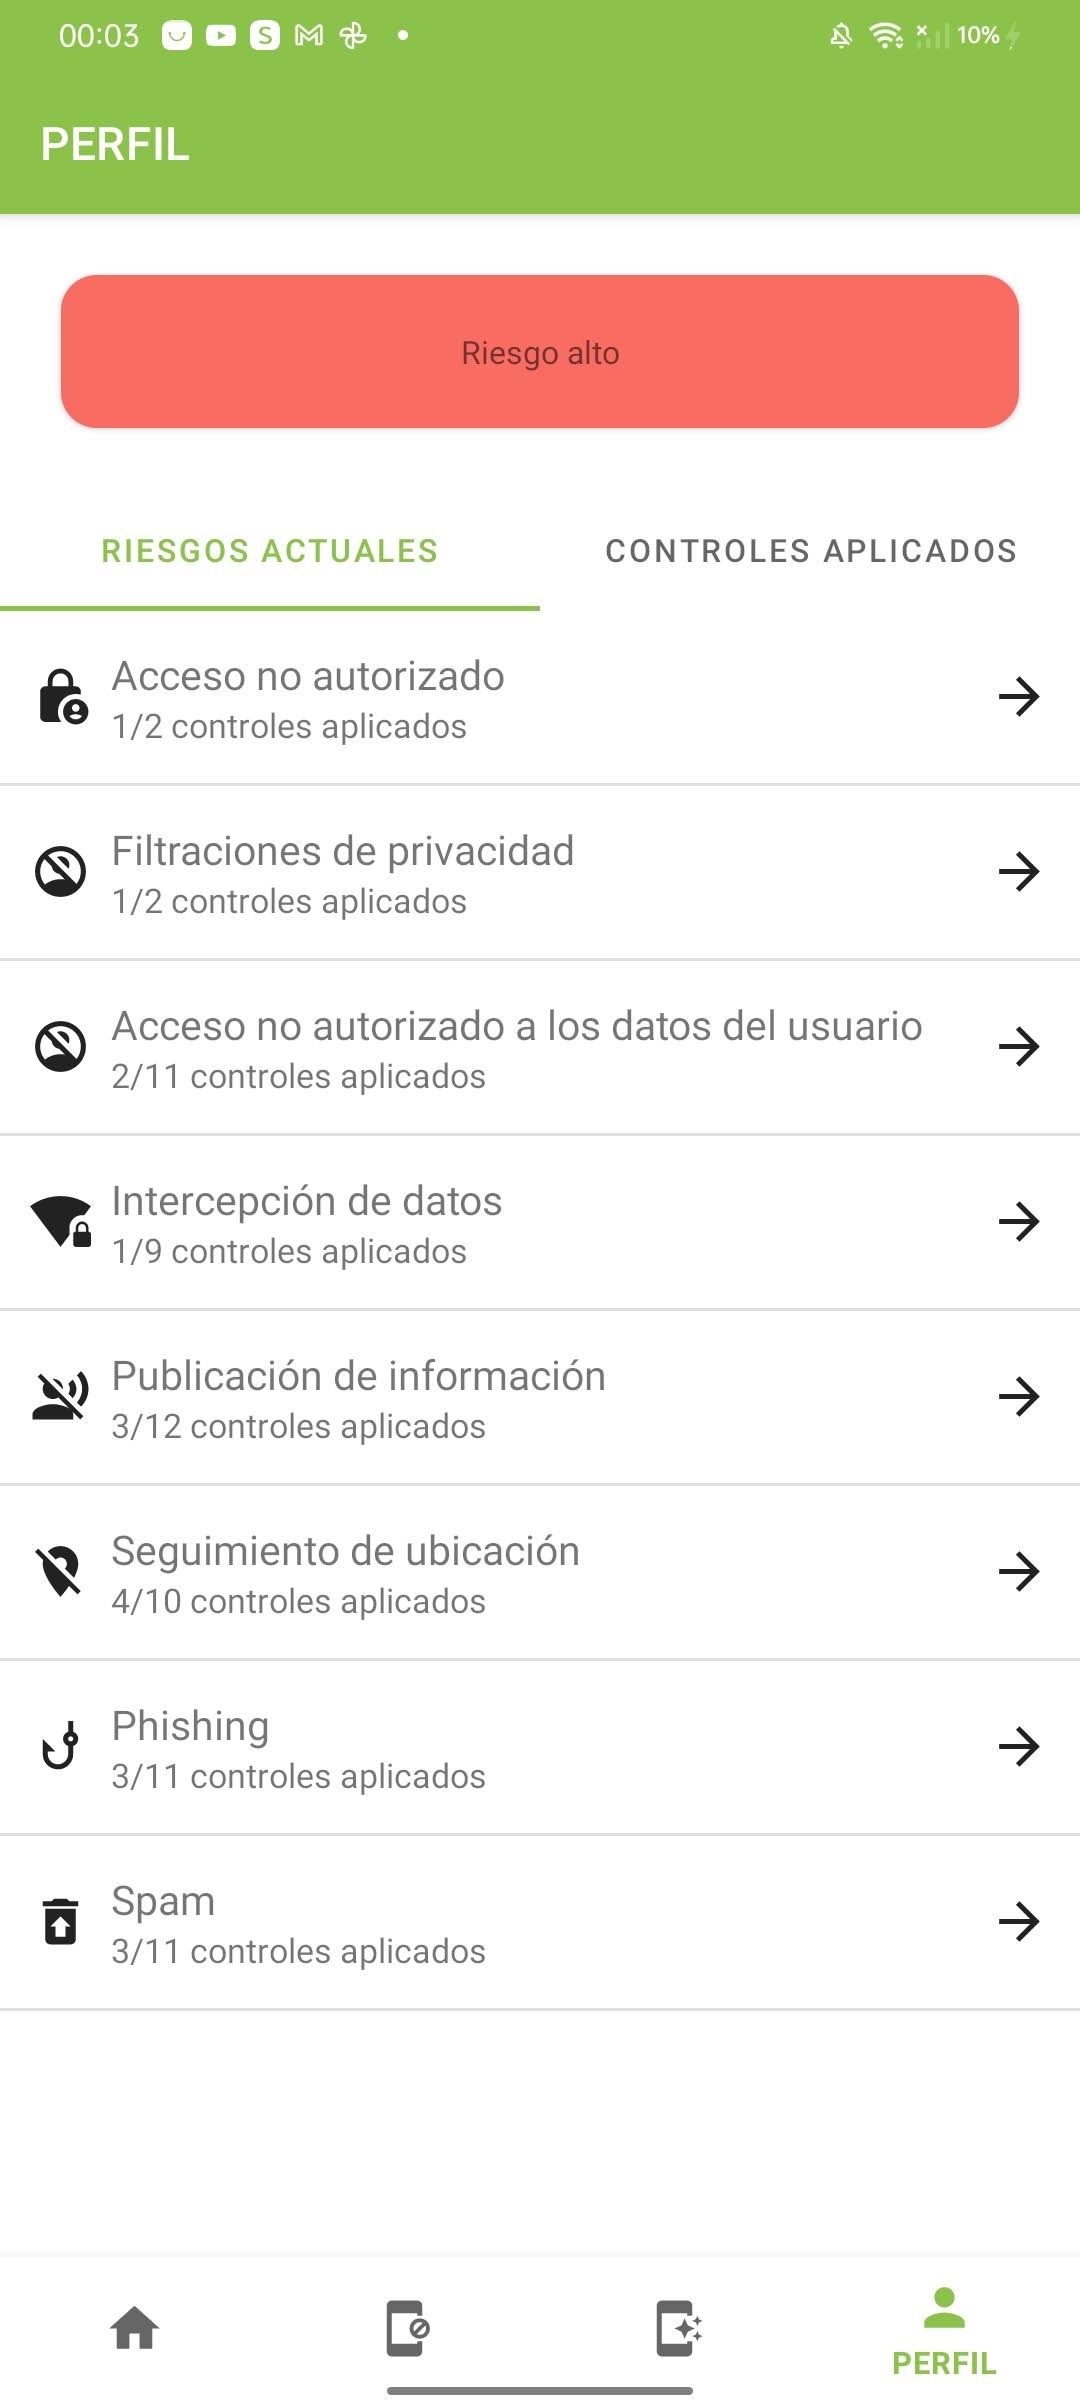 00:03
10%
PERFIL
Riesgo alto
RIESGOS ACTUALES
CONTROLES APLICADOS
Acceso no autorizado
1/2 controles aplicados
Filtraciones de privacidad
1/2 controles aplicados
Acceso no autorizado a los datos del usuario
2/11 controles aplicados
Intercepción de datos
1/9 controles aplicados
Publicación de información
3/12 controles aplicados
Seguimiento de ubicación
4/10 controles aplicados
Phishing
3/11 controles aplicados
Spam
3/11 controles aplicados
PERFIL